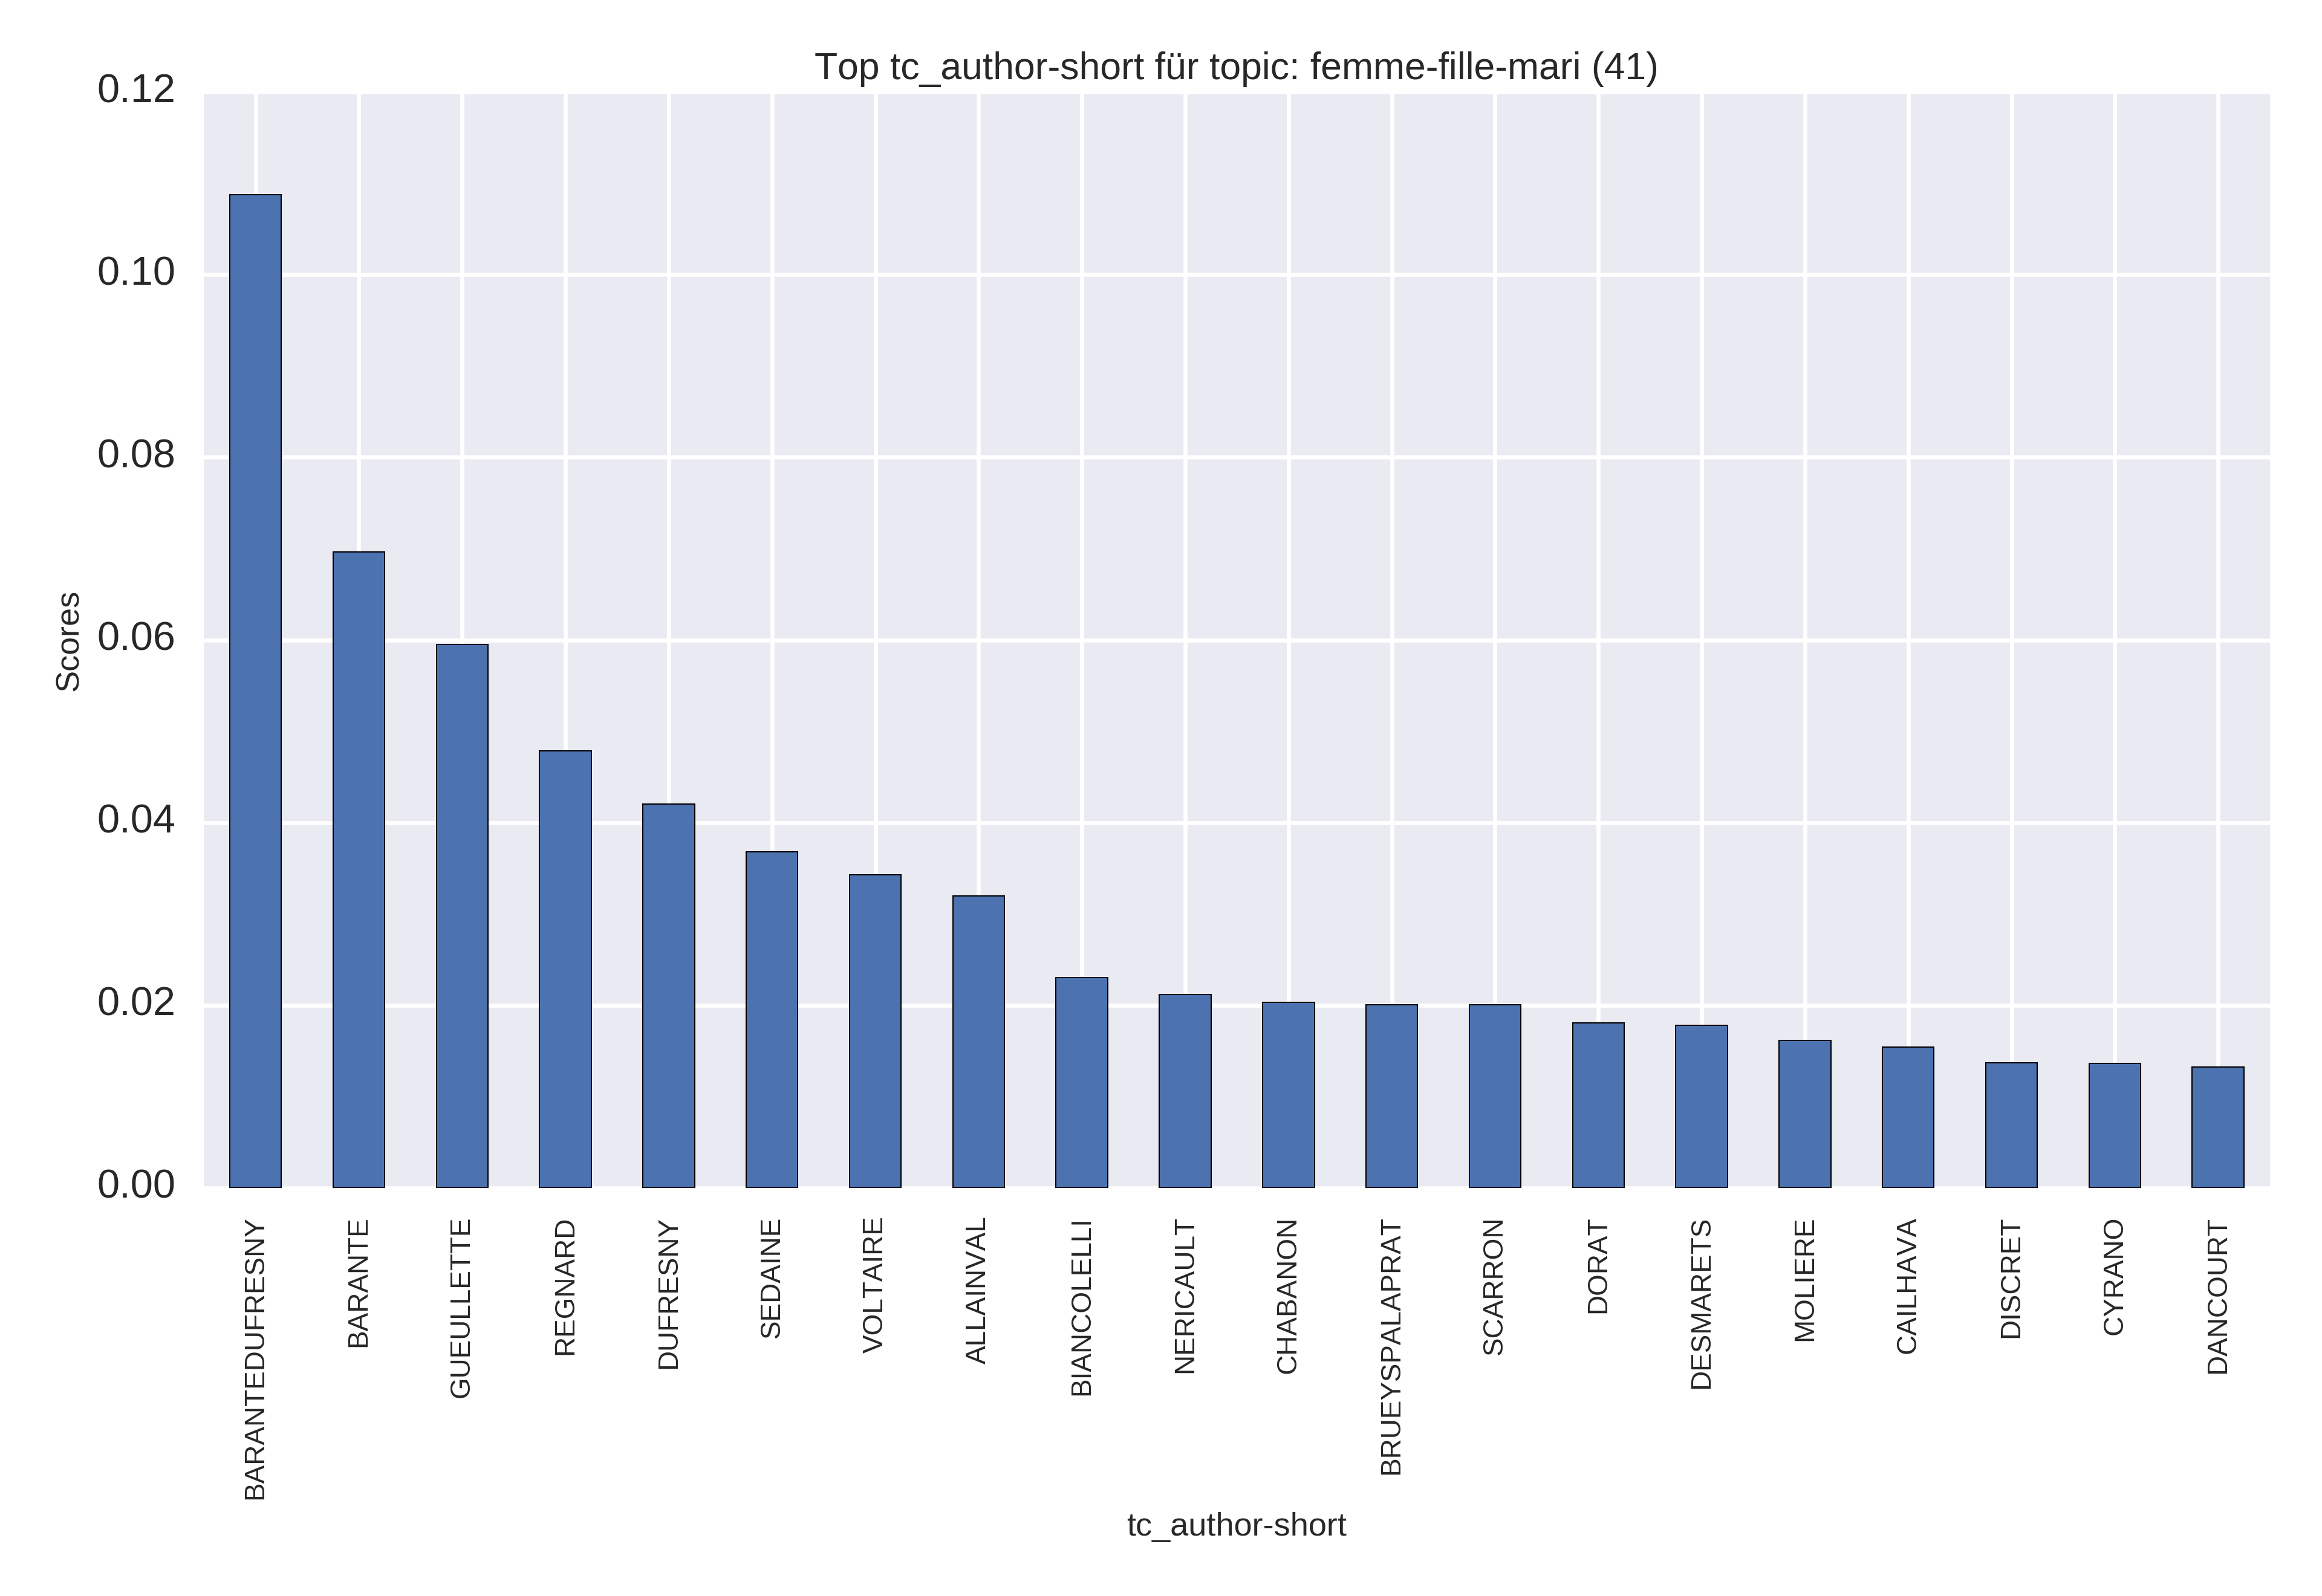 Top tc_author-short für topic: femme-fille-mari (41)
0.12
0.10
0.08
0.06
0.04
0.02
0.00
Scores
BARANTEDUFRESNY
BARANTE
GUEULLETTE
REGNARD
DUFRESNY
SEDAINE
VOLTAIRE
ALLAINVAL
BIANCOLELLI
NERICAULT
CHABANON
BRUEYSPALAPRAT
SCARRON
DORAT
DESMARETS
MOLIERE
CAILHAVA
DISCRET
CYRANO
DANCOURT
tc_author-short